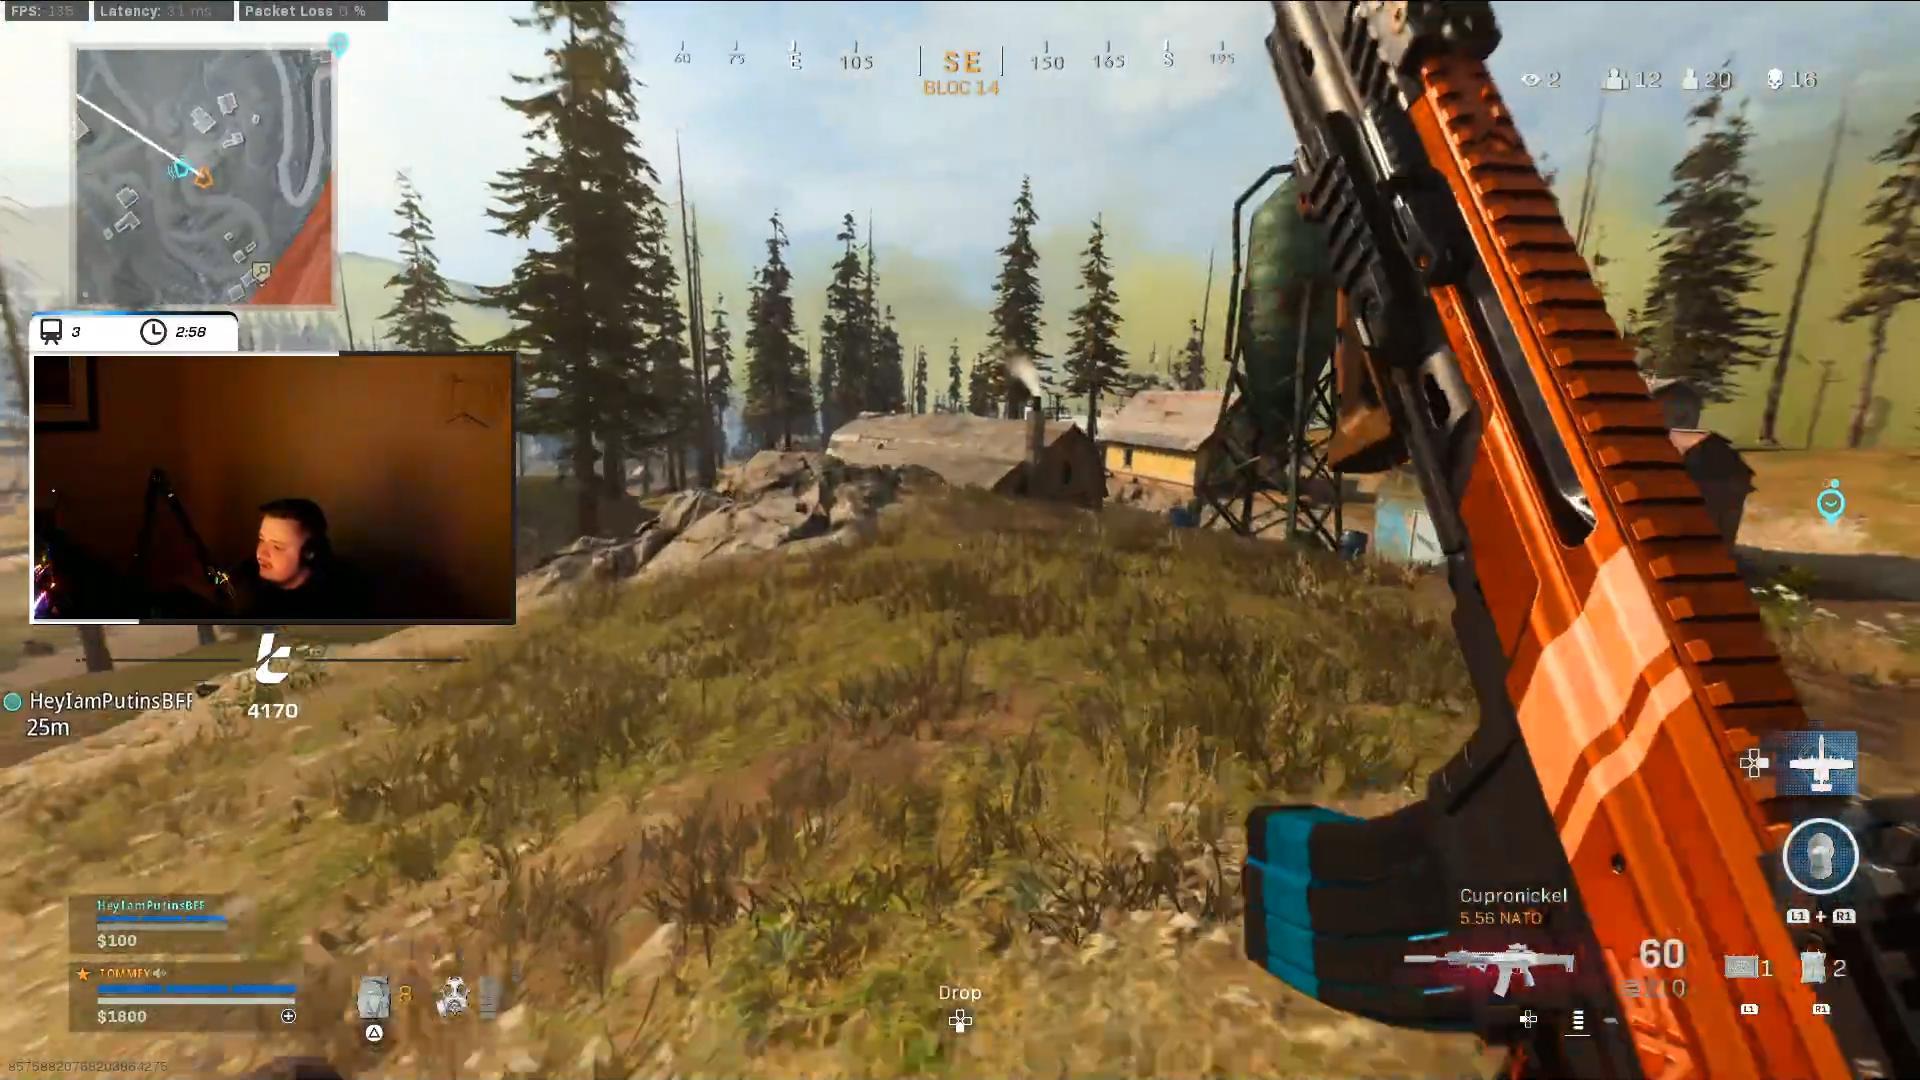 FPS: 135 Latency: 31 ms Packet Loss 0 %
60 75 E 105 SE 150 165 S 195
BLOC 14
2 12 20 16
3 2:58
HeyIamPutinsBFF
25m
4170
HeyIamPutinsBFF
$100
TOMMEY
$1800
8
Drop
Cupronickel
5.56 NATO
60
L1 + R1
1 2
L1 R1